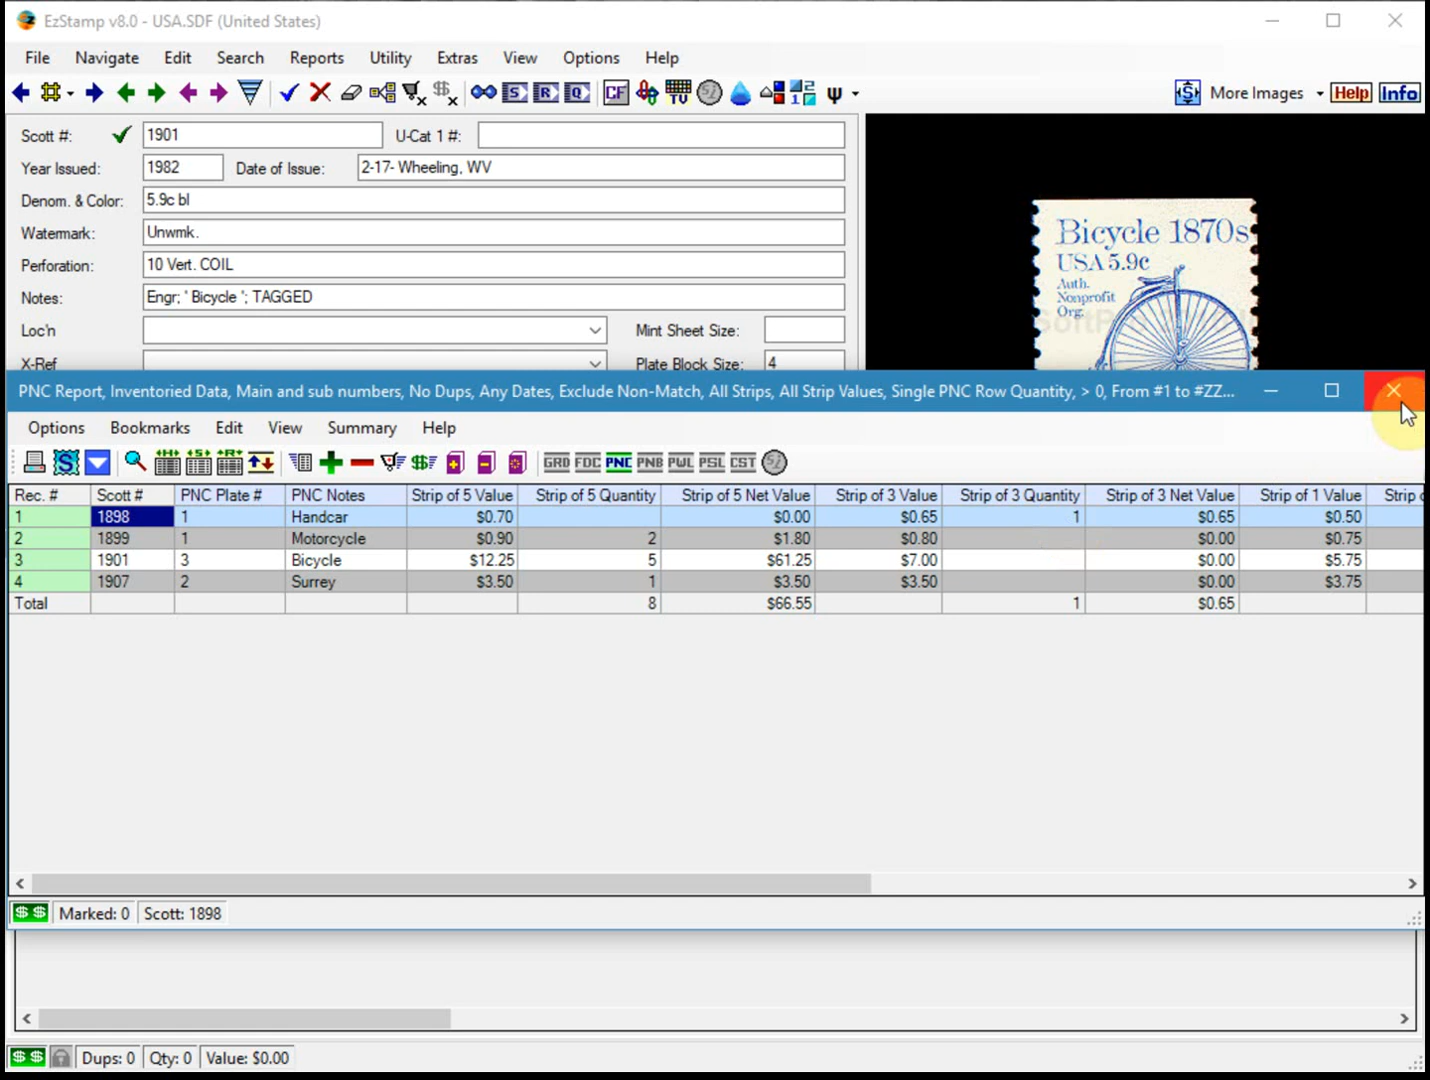 EzStamp v8.0 - USA.SDF (United States)
File Navigate Edit Search Reports Utility Extras View Options Help
S R Q CF TV More Images Help Info
Scott #: 1901 U-Cat 1 #:
Year Issued: 1982 Date of Issue: 2-17- Wheeling, WV
Denom. & Color: 5.9c bl
Watermark: Unwmk.
Perforation: 10 Vert. COIL
Notes: Engr; ' Bicycle '; TAGGED
Loc'n Mint Sheet Size:
X-Ref Plate Block Size: 4
Bicycle 1870s
USA 5.9c
Auth.
Nonprofit
Org.
PNC Report, Inventoried Data, Main and sub numbers, No Dups, Any Dates, Exclude Non-Match, All Strips, All Strip Values, Single PNC Row Quantity, > 0, From #1 to #ZZ...
Options Bookmarks Edit View Summary Help
GRD FDC PNC PNB PWL PSL CST
Rec. # Scott # PNC Plate # PNC Notes Strip of 5 Value Strip of 5 Quantity Strip of 5 Net Value Strip of 3 Value Strip of 3 Quantity Strip of 3 Net Value Strip of 1 Value Strip
1 1898 1 Handcar $0.70 $0.00 $0.65 1 $0.65 $0.50
2 1899 1 Motorcycle $0.90 2 $1.80 $0.80 $0.00 $0.75
3 1901 3 Bicycle $12.25 5 $61.25 $7.00 $0.00 $5.75
4 1907 2 Surrey $3.50 1 $3.50 $3.50 $0.00 $3.75
Total 8 $66.55 1 $0.65
$ $ Marked: 0 Scott: 1898
$ $ Dups: 0 Qty: 0 Value: $0.00